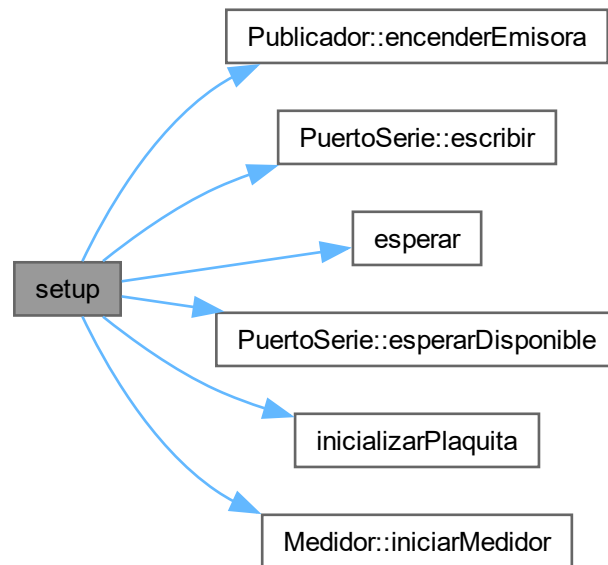 Publicador::encenderEmisora
PuertoSerie::escribir
esperar
setup
PuertoSerie::esperarDisponible
inicializarPlaquita
Medidor::iniciarMedidor